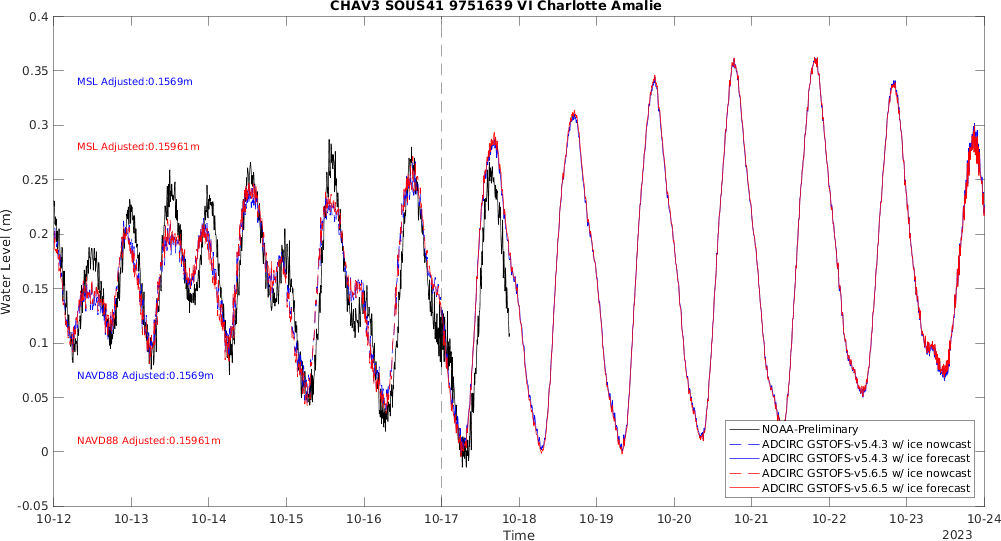 CHAV3 SOUS41 9751639 VI Charlotte Amalie
0.4
0.35
0.3
0.25
0.2
0.15
0.1
0.05
0
-0.05
Water Level (m)
MSL Adjusted:0.1569m
MSL Adjusted:0.15961m
NAVD88 Adjusted:0.1569m
NAVD88 Adjusted:0.15961m
NOAA-Preliminary
ADCIRC GSTOFS-v5.4.3 w/ ice nowcast
ADCIRC GSTOFS-v5.4.3 w/ ice forecast
ADCIRC GSTOFS-v5.6.5 w/ ice nowcast
ADCIRC GSTOFS-v5.6.5 w/ ice forecast
10-12 10-13 10-14 10-15 10-16 10-17 10-18 10-19 10-20 10-21 10-22 10-23 10-24
Time
2023